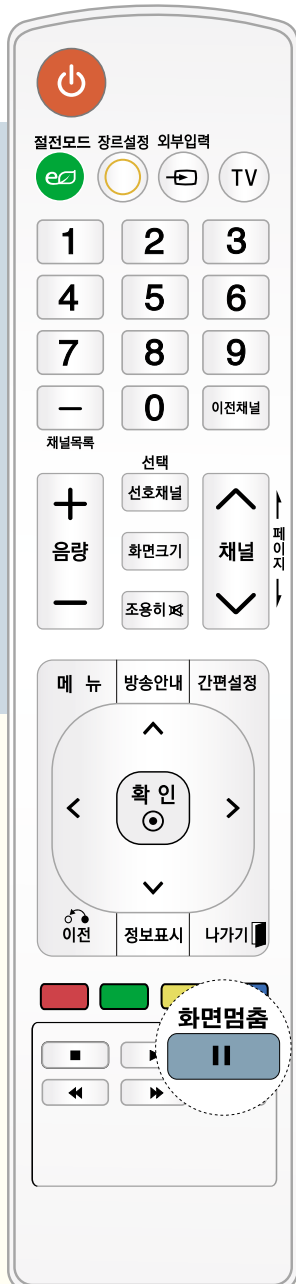 절전모드 장르설정 외부입력
TV
1 2 3
4 5 6
7 8 9
0 이전채널
채널목록
선택
선호채널
음량 화면크기 채널 페이지
조용히
메 뉴 방송안내 간편설정
확 인
이전 정보표시 나가기
화면멈춤